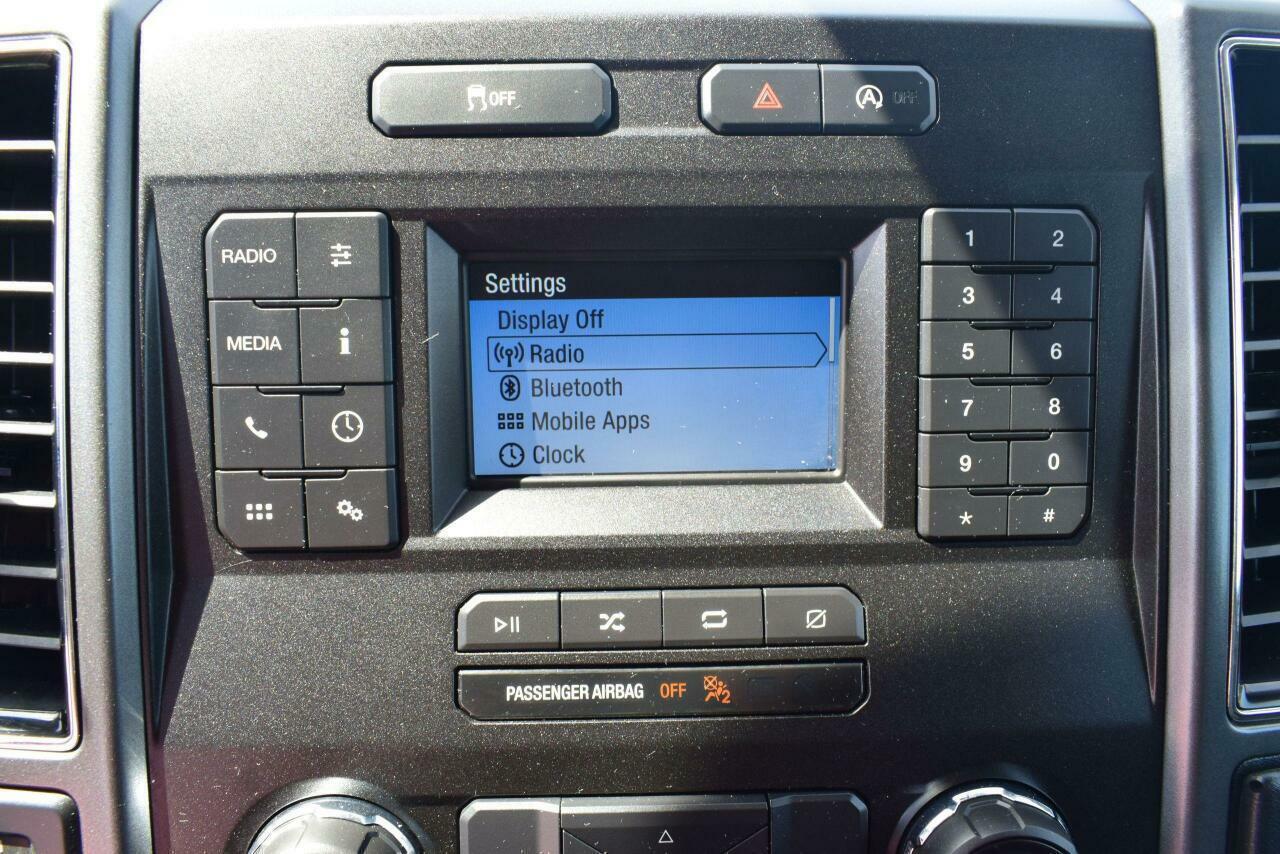 OFF
A OFF
RADIO
MEDIA
i
Settings
Display Off
Radio
Bluetooth
Mobile Apps
Clock
1 2
3 4
5 6
7 8
9 0
* #
PASSENGER AIRBAG OFF 2